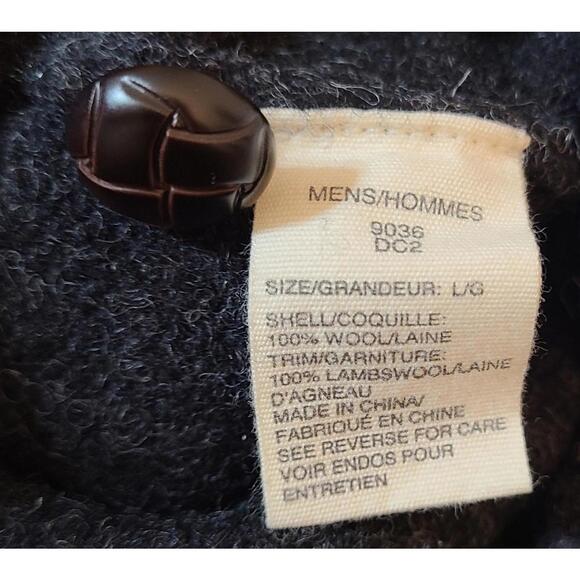 MENS/HOMMES
9036
DC2
SIZE/GRANDEUR: L/G
SHELL/COQUILLE:
100% WOOL/LAINE
TRIM/GARNITURE:
100% LAMBSWOOL/LAINE
D'AGNEAU
MADE IN CHINA/
FABRIQUÉ EN CHINE
SEE REVERSE FOR CARE
VOIR ENDOS POUR
ENTRETIEN